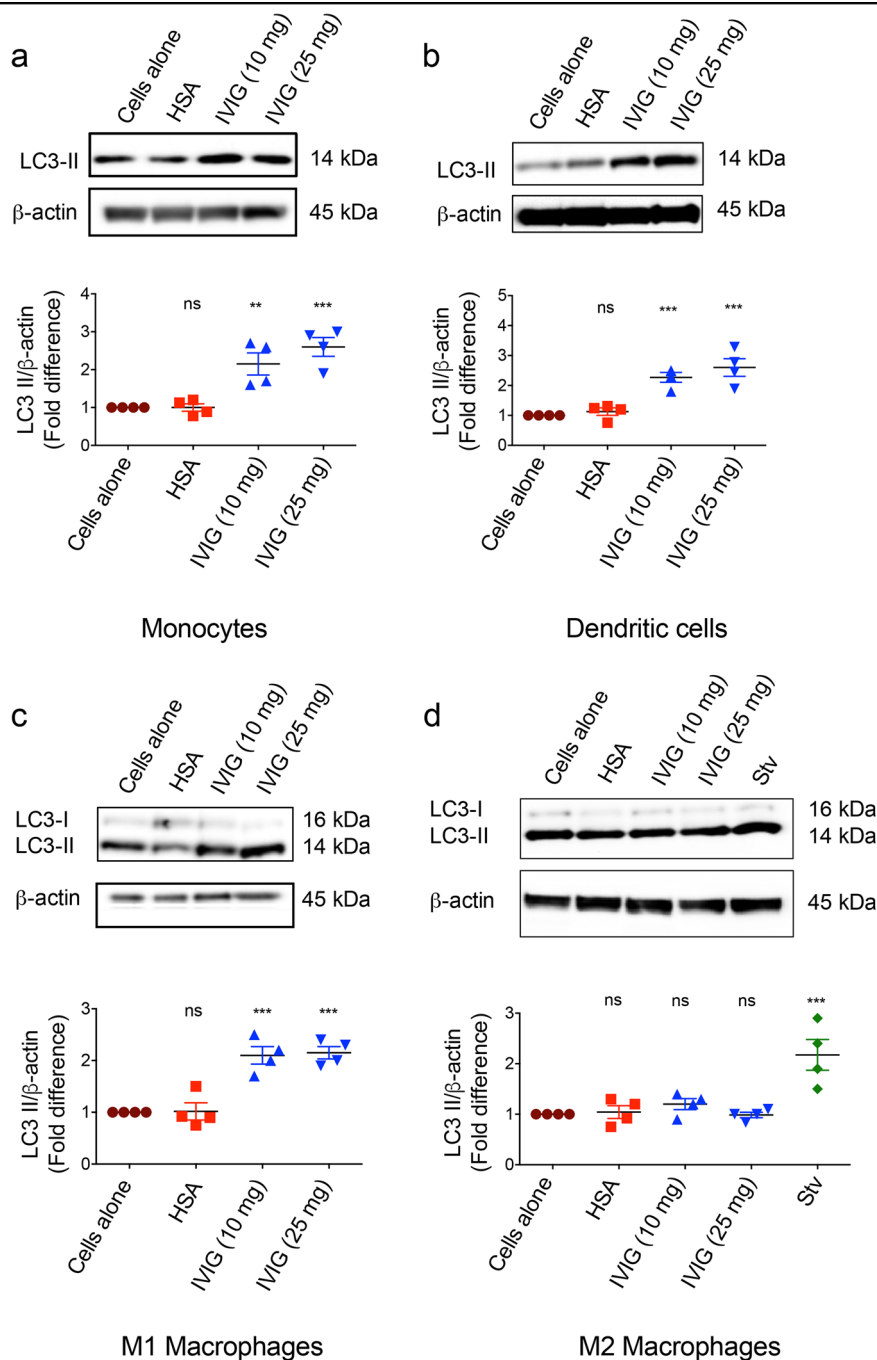 a
Cells alone
HSA
IVIG (10 mg)
IVIG (25 mg)
LC3-II
14 kDa
β-actin
45 kDa
LC3 II/β-actin
(Fold difference)
4
3
2
1
0
ns
**
***
Cells alone
HSA
IVIG (10 mg)
IVIG (25 mg)
Monocytes
b
Cells alone
HSA
IVIG (10 mg)
IVIG (25 mg)
LC3-II
14 kDa
β-actin
45 kDa
LC3 II/β-actin
(Fold difference)
5
4
3
2
1
0
ns
***
***
Cells alone
HSA
IVIG (10 mg)
IVIG (25 mg)
Dendritic cells
c
Cells alone
HSA
IVIG (10 mg)
IVIG (25 mg)
LC3-I
16 kDa
LC3-II
14 kDa
β-actin
45 kDa
LC3 II/β-actin
(Fold difference)
3
2
1
0
ns
***
***
Cells alone
HSA
IVIG (10 mg)
IVIG (25 mg)
M1 Macrophages
d
Cells alone
HSA
IVIG (10 mg)
IVIG (25 mg)
Stv
LC3-I
16 kDa
LC3-II
14 kDa
β-actin
45 kDa
LC3 II/β-actin
(Fold difference)
3
2
1
0
ns
ns
ns
***
Cells alone
HSA
IVIG (10 mg)
IVIG (25 mg)
Stv
M2 Macrophages